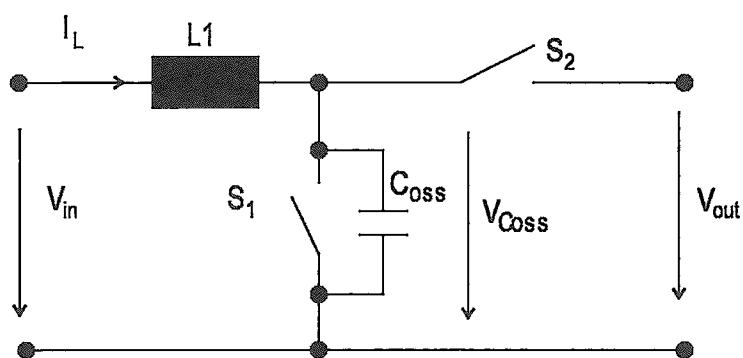 I_L
L1
S_2
C_oss
V_in
S_1
V_Coss
V_out